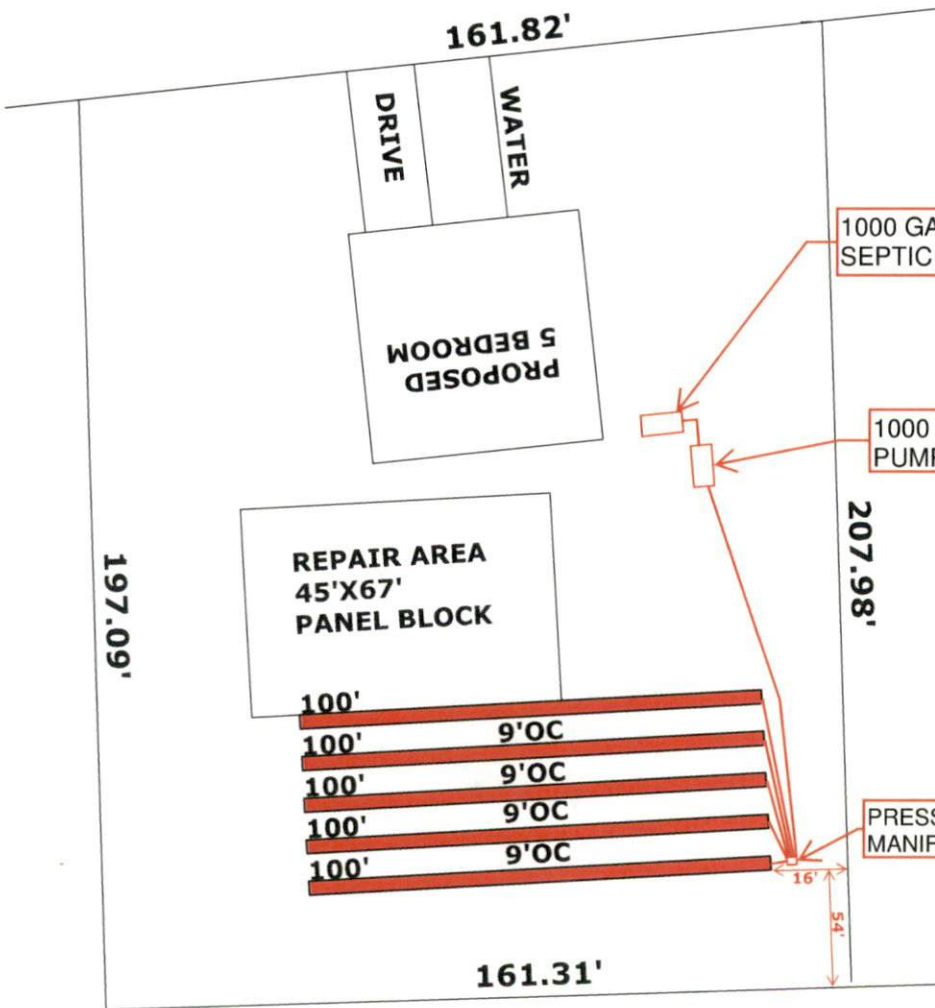 161.82'
DRIVE
WATER
1000 GA
SEPTIC
PROPOSED
5 BEDROOM
1000
PUMP
207.98'
197.09'
REPAIR AREA
45'X67'
PANEL BLOCK
100'
9'OC
100'
9'OC
100'
9'OC
100'
9'OC
100'
PRESS
MANIF
16'
54'
161.31'